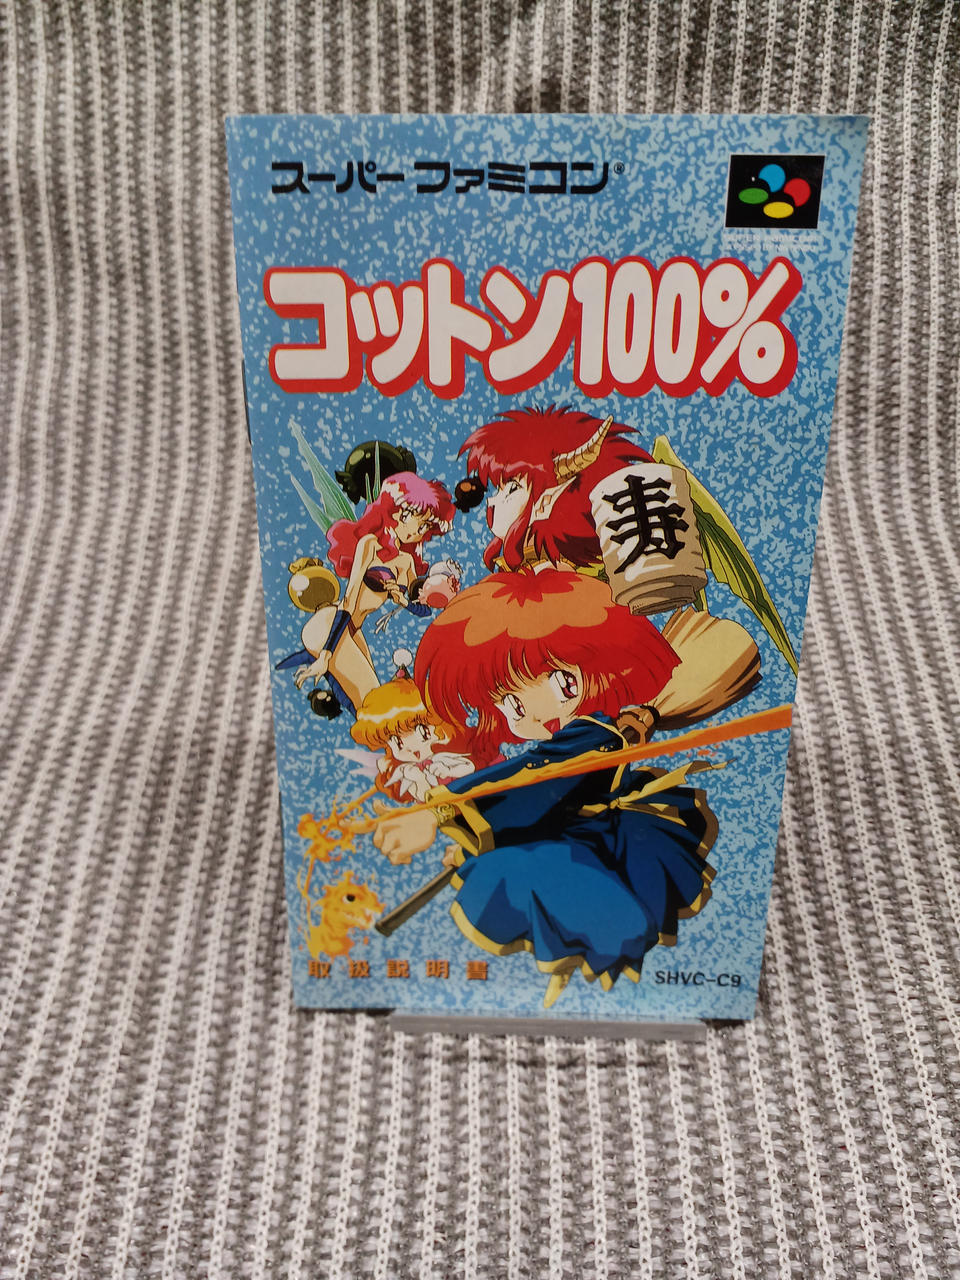 スーパーファミコン®
コットン100%
寿
取扱説明書
SHVC-C9